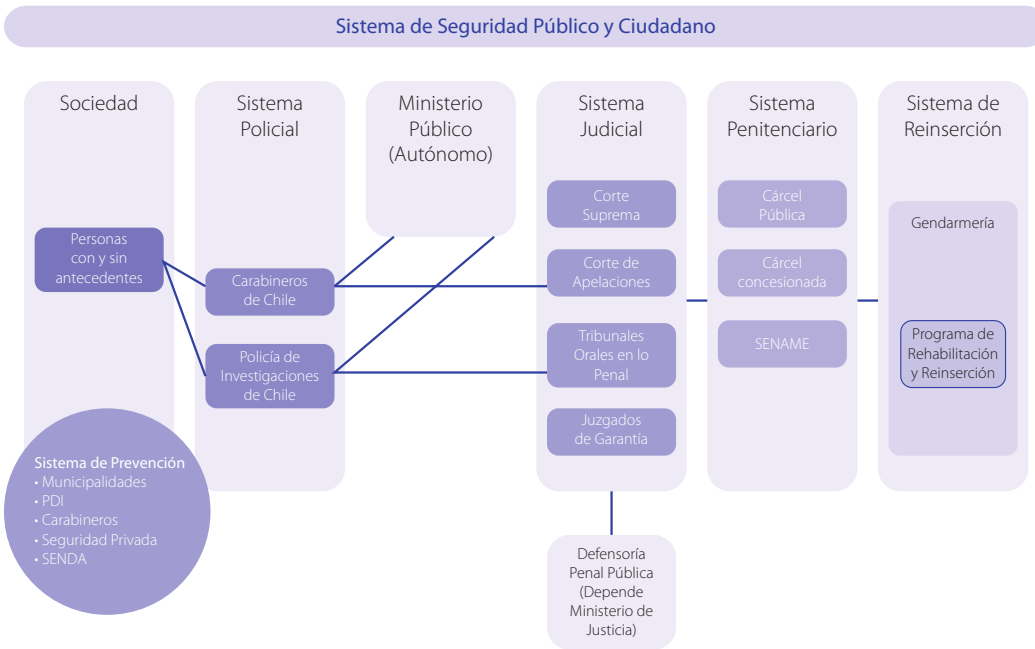 Sistema de Seguridad Público y Ciudadano
Sociedad
Personas
con y sin
antecedentes
Sistema de Prevención
• Municipalidades
• PDI
• Carabineros
• Seguridad Privada
• SENDA
Sistema
Policial
Carabineros
de Chile
Policía de
Investigaciones
de Chile
Ministerio
Público
(Autónomo)
Sistema
Judicial
Corte
Suprema
Corte de
Apelaciones
Tribunales
Orales en lo
Penal
Juzgados
de Garantía
Defensoría
Penal Pública
(Depende
Ministerio de
Justicia)
Sistema
Penitenciario
Cárcel
Pública
Cárcel
concesionada
SENAME
Sistema de
Reinserción
Gendarmería
Programa de
Rehabilitación
y Reinserción